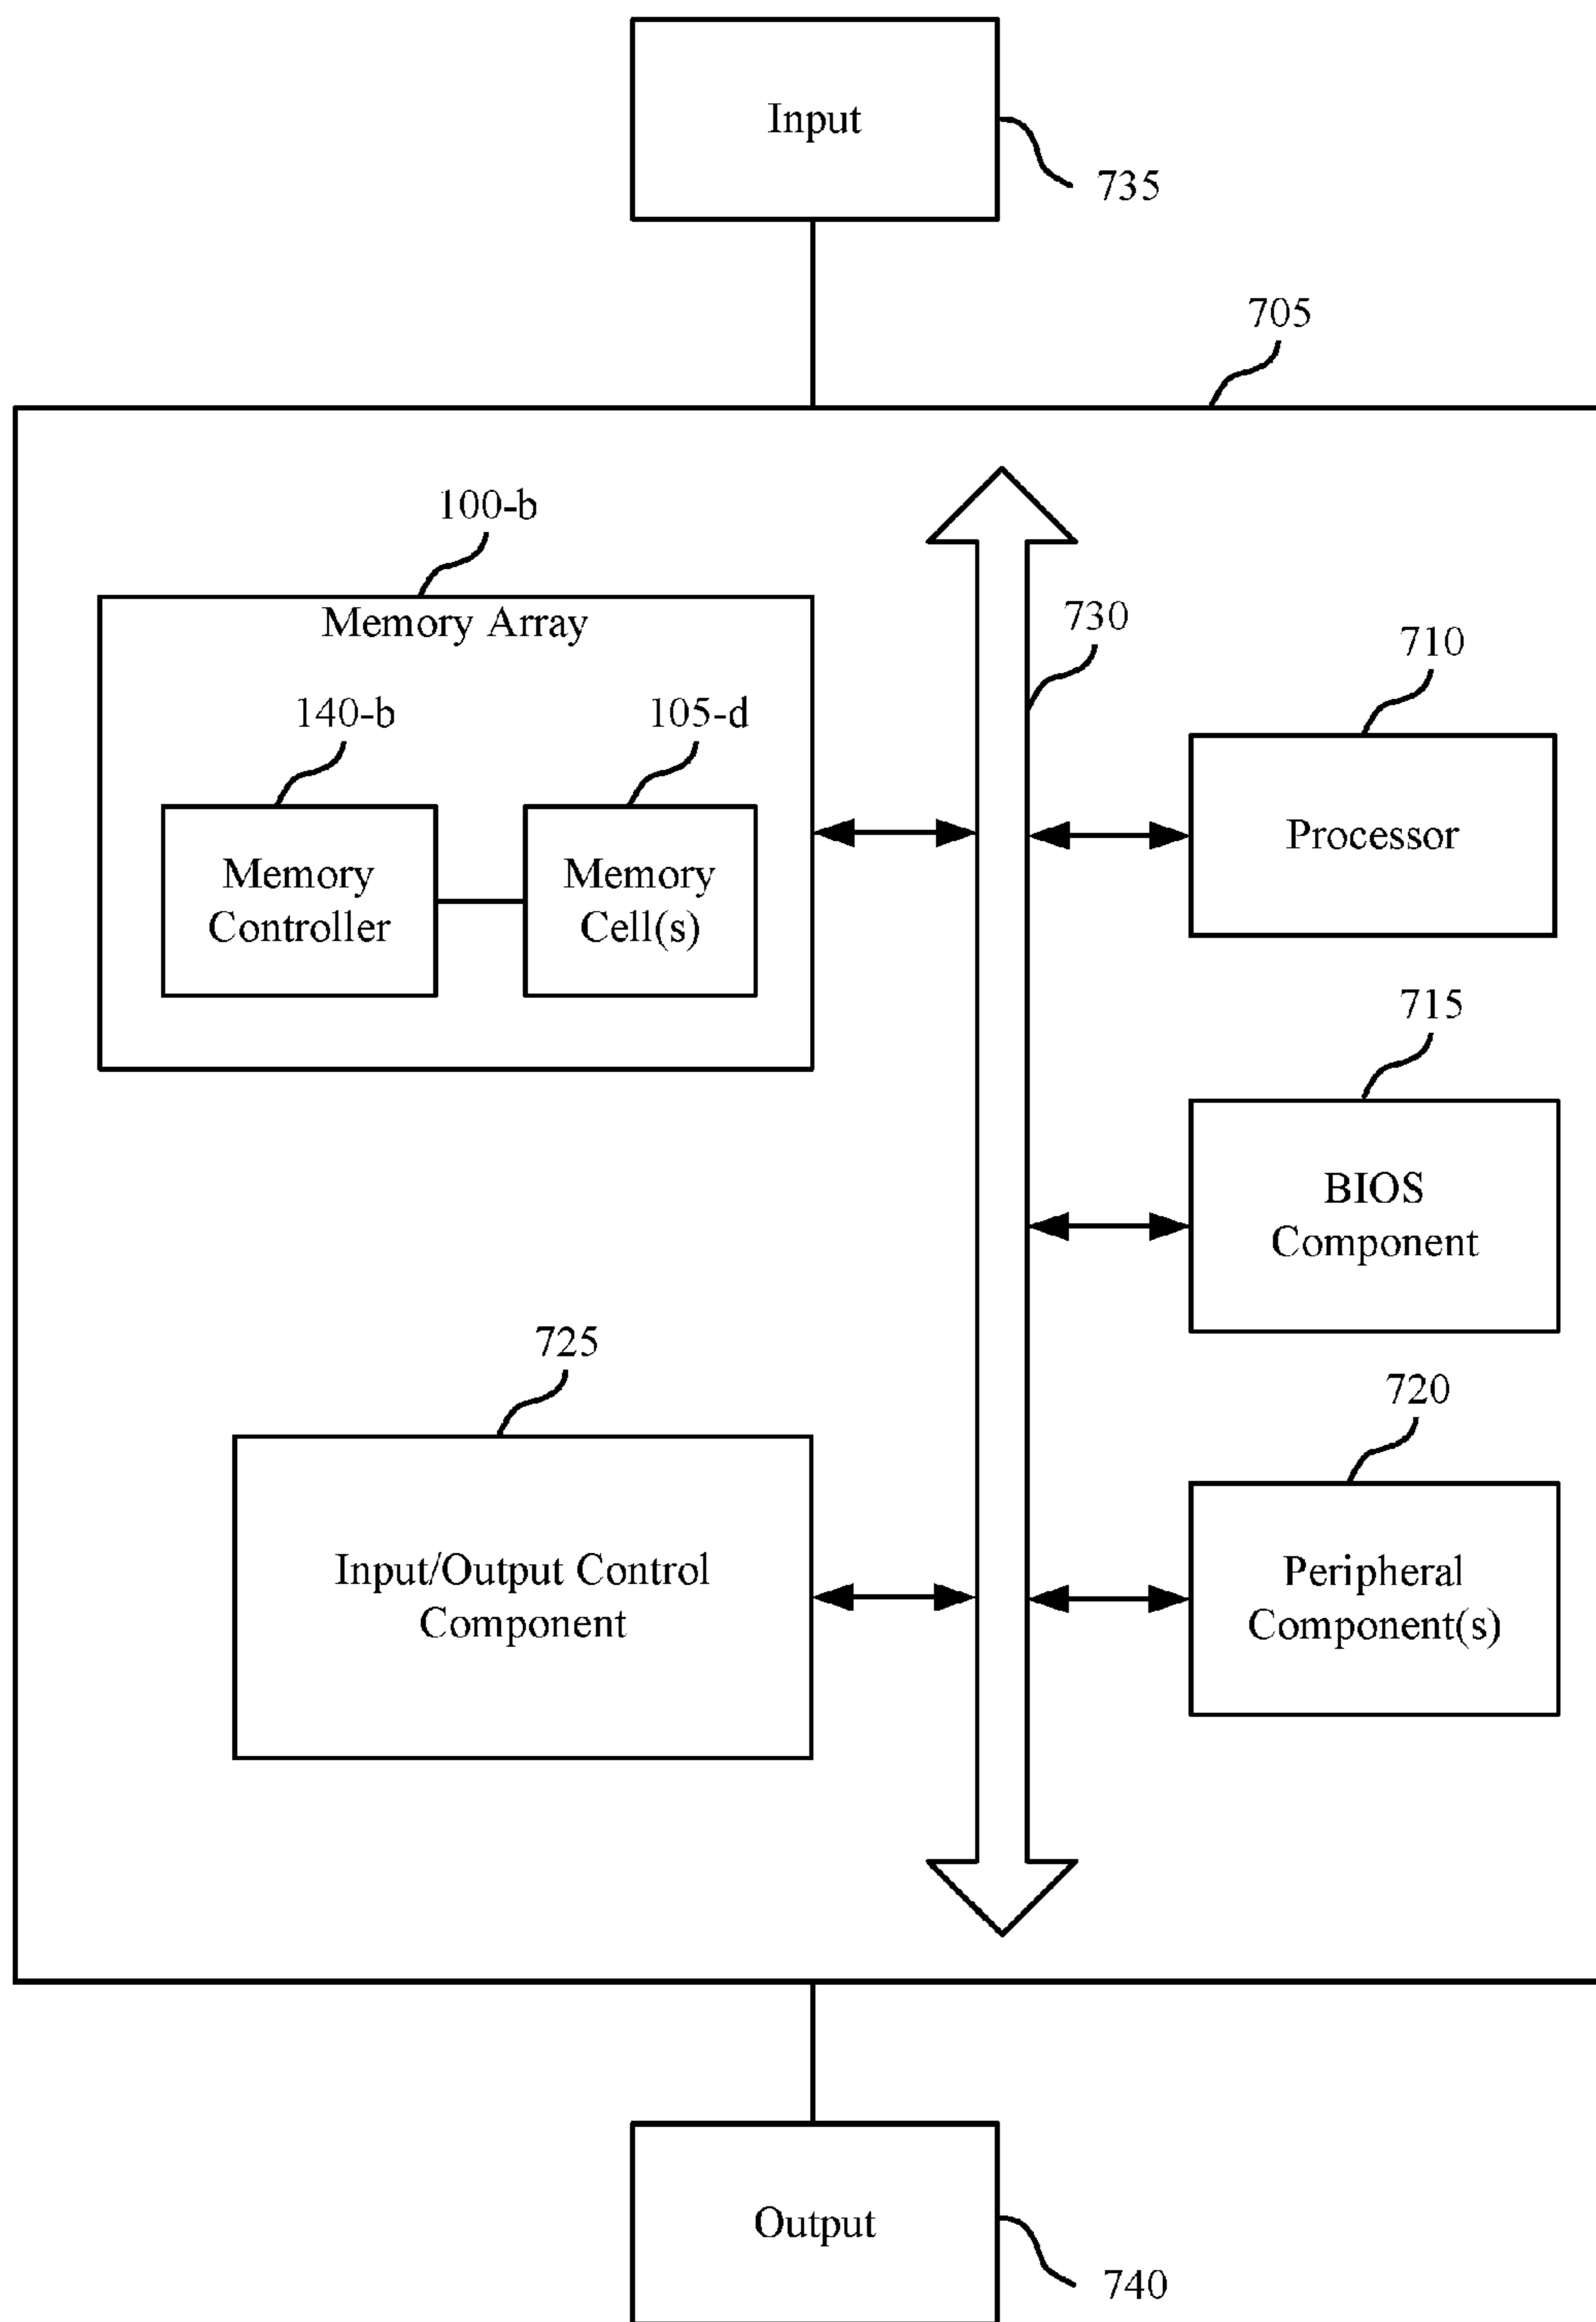 Input
735
705
100-b
Memory Array
730
710
140-b
105-d
Processor
Memory
Controller
Memory
Cell(s)
715
BIOS
Component
725
720
Input/Output Control
Component
Peripheral
Component(s)
Output
740